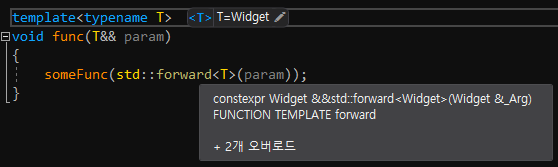 template<typename T> <T> T=Widget
void func(T&& param)
{
someFunc(std::forward<T>(param));
}
constexpr Widget &&std::forward<Widget>(Widget &_Arg)
FUNCTION TEMPLATE forward
+ 2개 오버로드